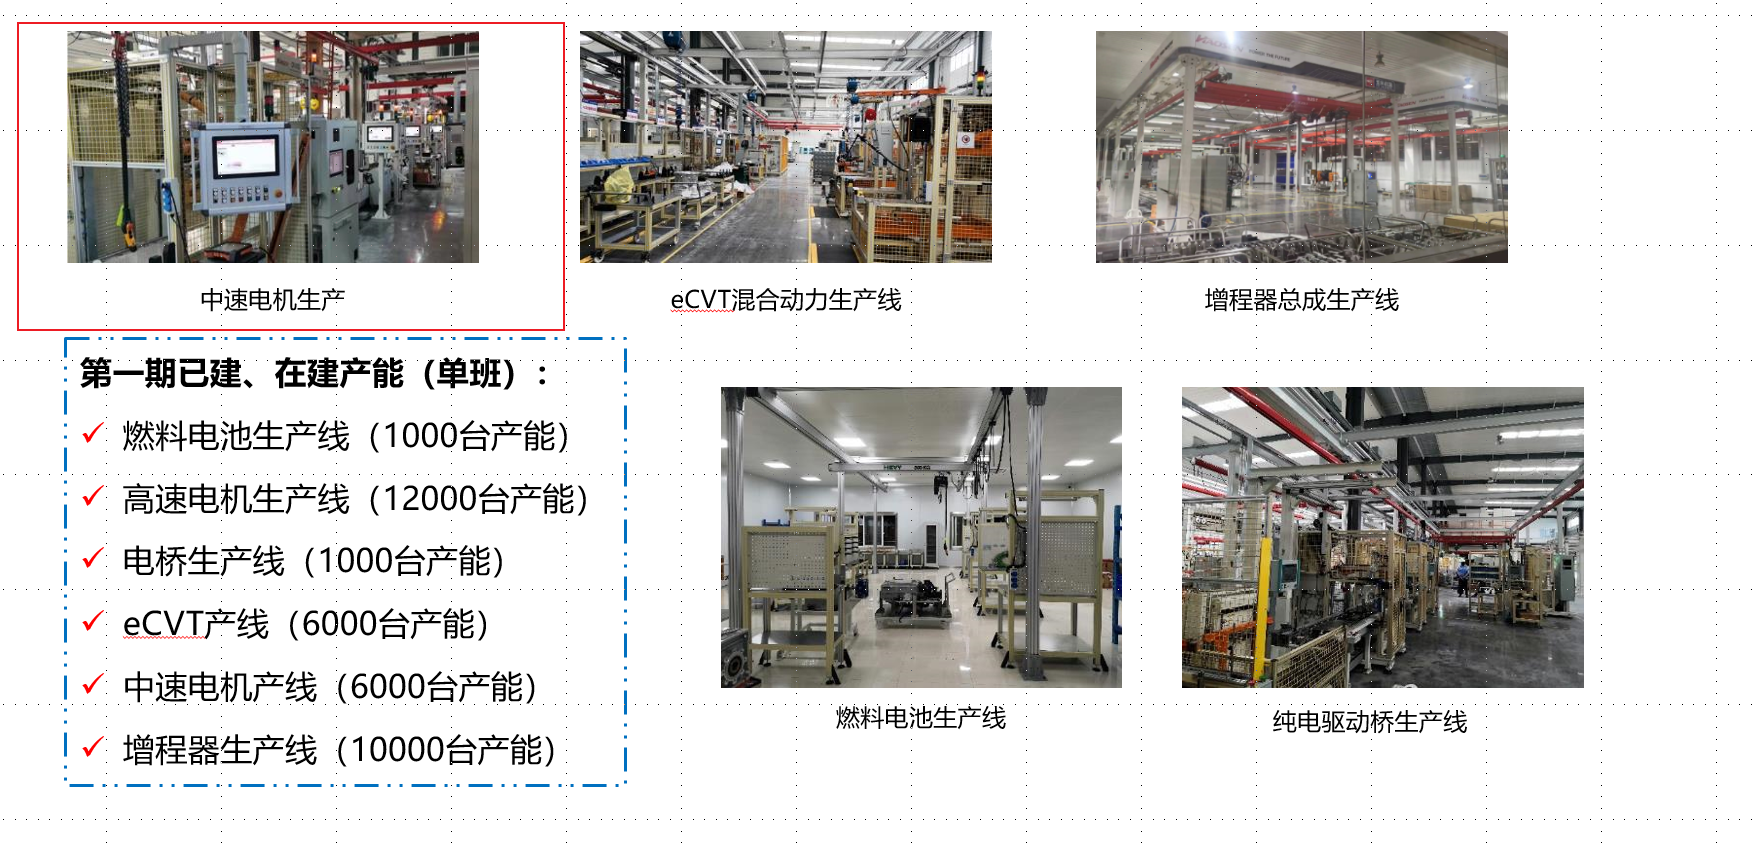 中速电机生产
eCVT混合动力生产线
增程器总成生产线
第一期已建、在建产能（单班）：
燃料电池生产线（1000台产能）
高速电机生产线（12000台产能）
电桥生产线（1000台产能）
eCVT产线（6000台产能）
中速电机产线（6000台产能）
增程器生产线（10000台产能）
燃料电池生产线
纯电驱动桥生产线